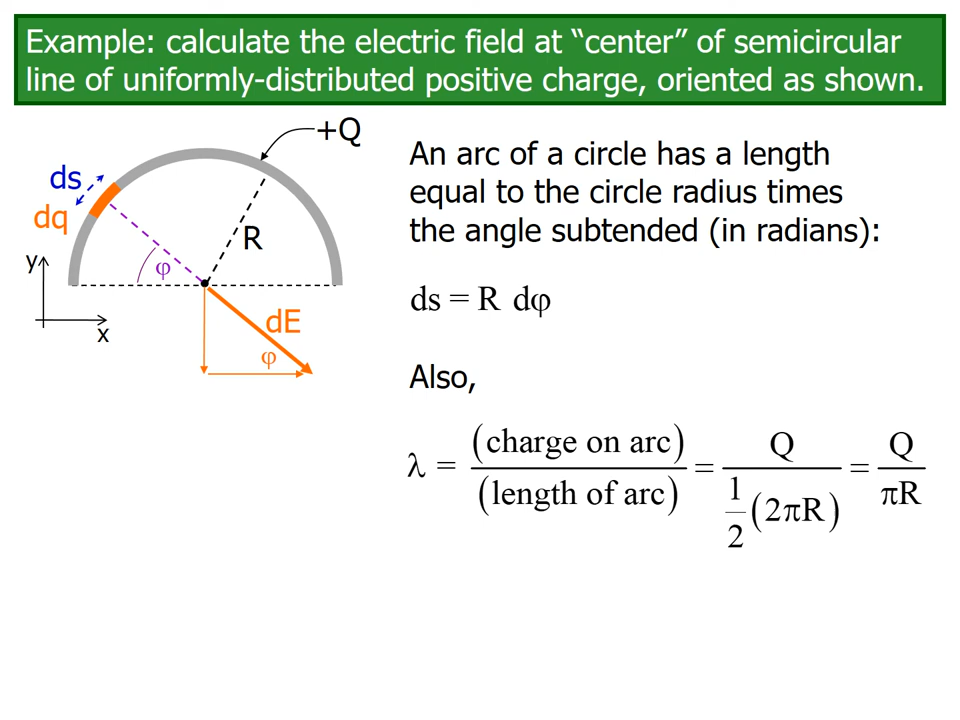 Example: calculate the electric field at “center” of semicircular
line of uniformly-distributed positive charge, oriented as shown.
+Q
ds
dq
R
y
φ
x
dE
φ
An arc of a circle has a length
equal to the circle radius times
the angle subtended (in radians):
ds = R dφ
Also,
λ = (charge on arc) / (length of arc) = Q / (1/2 (2πR)) = Q / πR